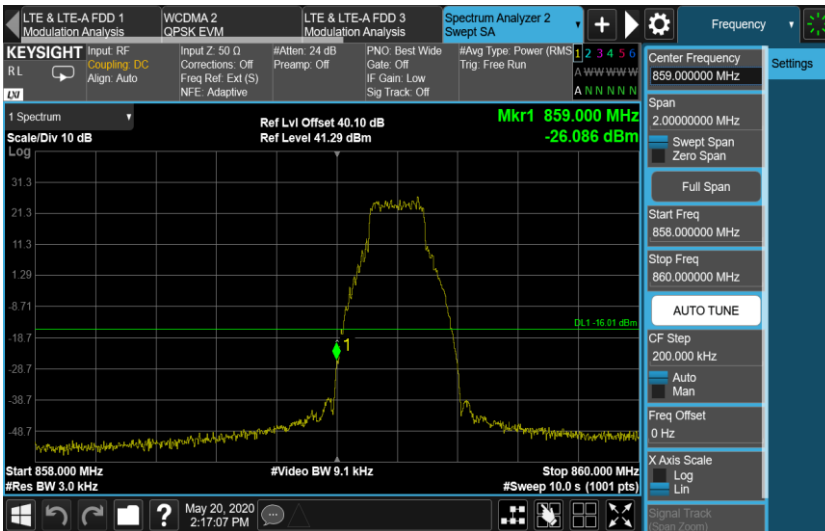 LTE & LTE-A FDD 1
Modulation Analysis
WCDMA 2
QPSK EVM
LTE & LTE-A FDD 3
Modulation Analysis
Spectrum Analyzer 2
Swept SA
Frequency
KEYSIGHT
RL
LXI
Input: RF
Coupling: DC
Align: Auto
Input Z: 50 Ω
Corrections: Off
Freq Ref: Ext (S)
NFE: Adaptive
#Atten: 24 dB
Preamp: Off
PNO: Best Wide
Gate: Off
IF Gain: Low
Sig Track: Off
#Avg Type: Power (RMS
Trig: Free Run
1 2 3 4 5 6
A W W W W W
A N N N N N
1 Spectrum
Scale/Div 10 dB
Log
Ref Lvl Offset 40.10 dB
Ref Level 41.29 dBm
Mkr1 859.000 MHz
-26.086 dBm
31.3
21.3
11.3
1.29
-8.71
-18.7
-28.7
-38.7
-48.7
DL1 -16.01 dBm
1
Start 858.000 MHz
#Res BW 3.0 kHz
#Video BW 9.1 kHz
Stop 860.000 MHz
#Sweep 10.0 s (1001 pts)
Center Frequency
859.000000 MHz
Settings
Span
2.00000000 MHz
Swept Span
Zero Span
Full Span
Start Freq
858.000000 MHz
Stop Freq
860.000000 MHz
AUTO TUNE
CF Step
200.000 kHz
Auto
Man
Freq Offset
0 Hz
X Axis Scale
Log
Lin
Signal Track
(Span Zoom)
?
May 20, 2020
2:17:07 PM